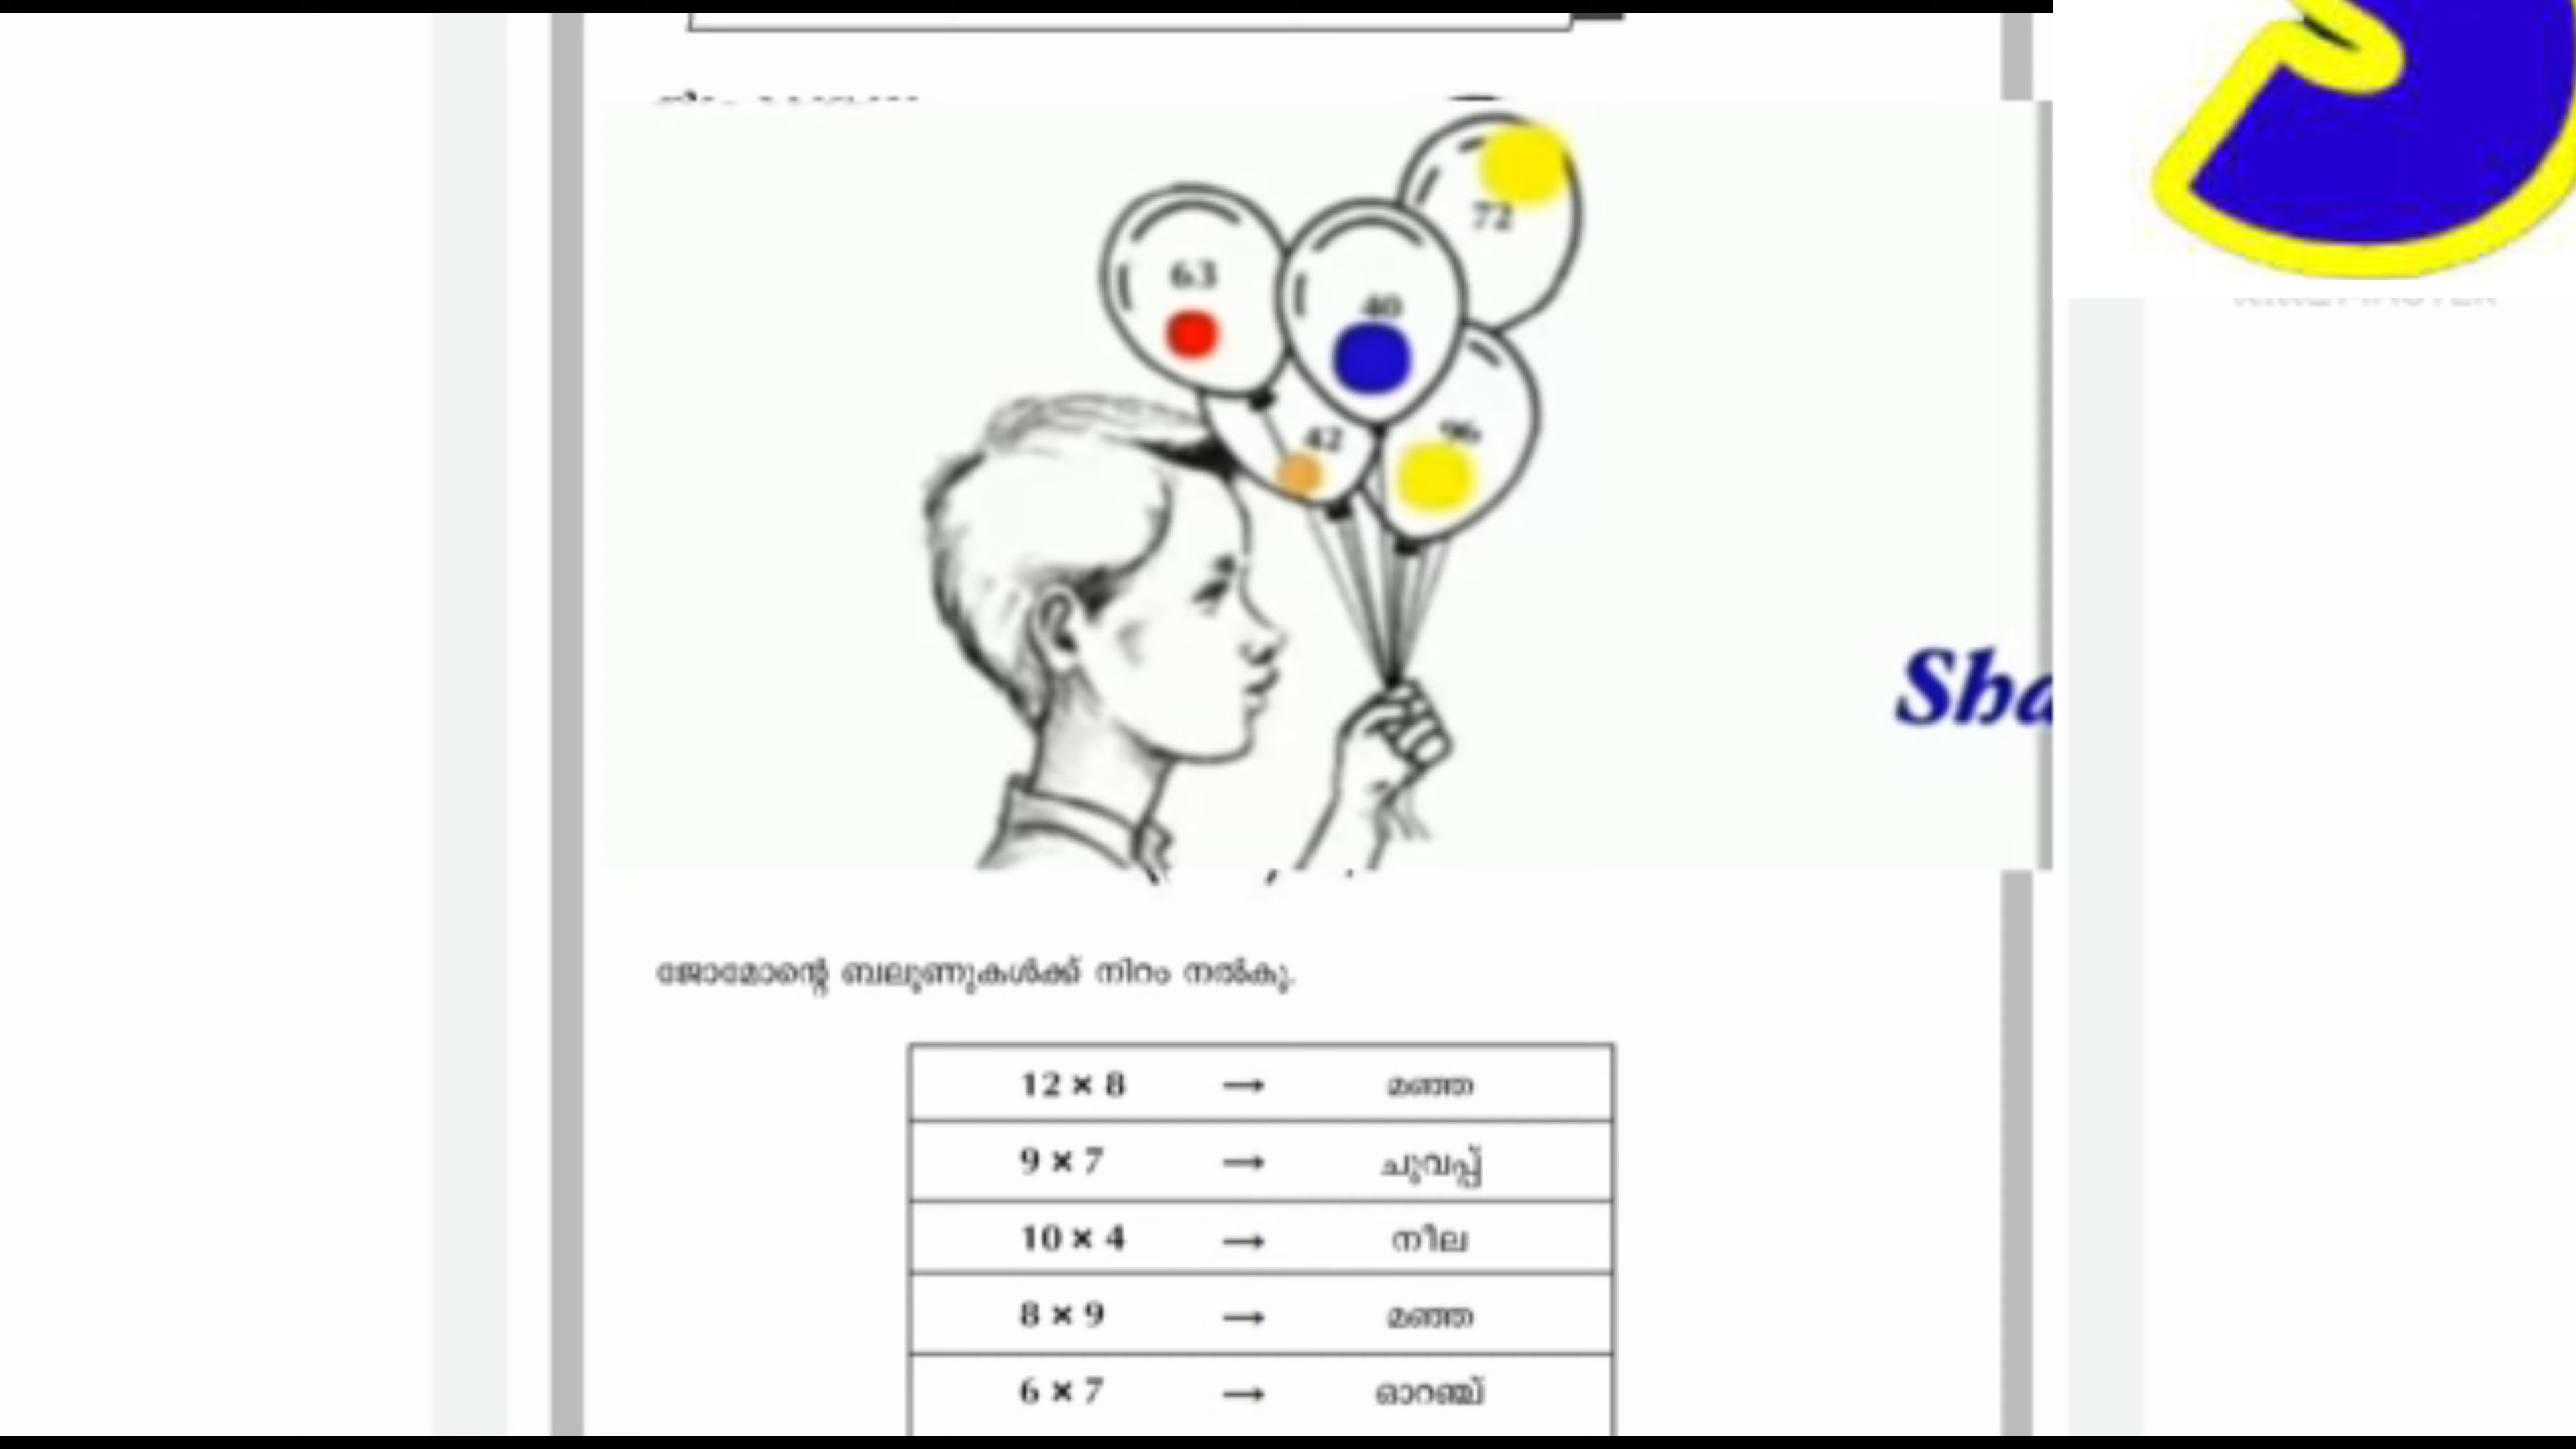 72
63
40
42
96
Sha
ജോമോന്റെ ബലൂണുകൾക്ക് നിറം നൽകൂ.
12 × 8 → മഞ്ഞ
9 × 7 → ചുവപ്പ്
10 × 4 → നീല
8 × 9 → മഞ്ഞ
6 × 7 → ഓറഞ്ച്